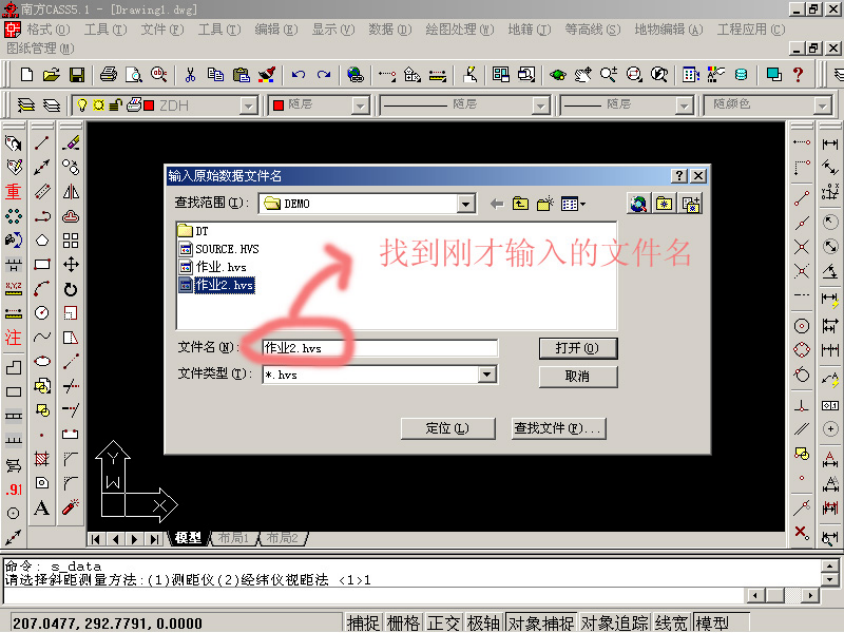 南方CASS5.1 - [Drawing1.dwg]
格式(O) 工具(T) 文件(F) 工具(T) 编辑(E) 显示(V) 数据(D) 绘图处理(W) 地籍(J) 等高线(S) 地物编辑(A) 工程应用(C)
图纸管理(M)
ZDH 随层 随层 随层 随颜色
输入原始数据文件名
查找范围(I): DEMO
DT
SOURCE.HVS
作业.hvs
作业2.hvs
找到刚才输入的文件名
文件名(N): 作业2.hvs 打开(O)
文件类型(T): *.hvs 取消
定位(L) 查找文件(F)...
重
X,Y,Z
注
.91
A
Y
W
X
模型 布局1 布局2
命令: s_data
请选择斜距测量方法:(1)测距仪(2)经纬仪视距法 <1>1
207.0477, 292.7791, 0.0000 捕捉 栅格 正交 极轴 对象捕捉 对象追踪 线宽 模型